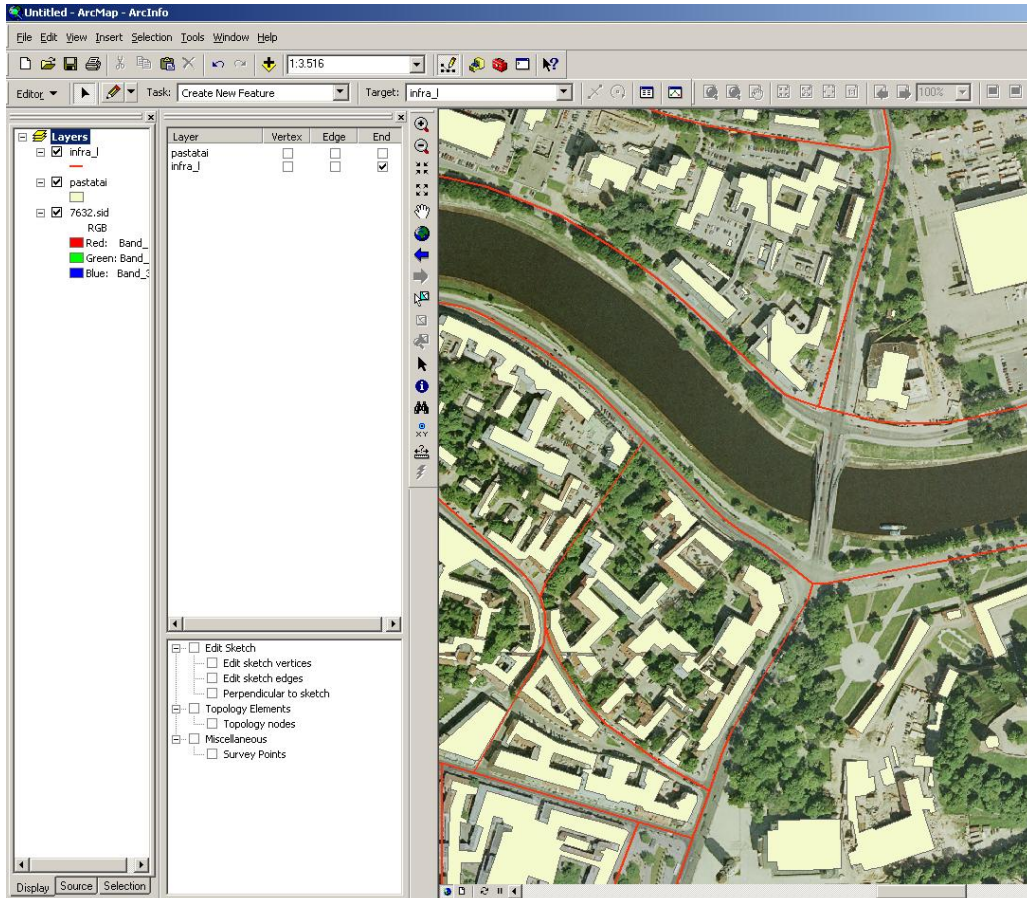 Untitled - ArcMap - ArcInfo
File Edit View Insert Selection Tools Window Help
1:3.516
Editor Task: Create New Feature Target: infra_l 100%
Layers
infra_l
pastatai
7632.sid
RGB
Red: Band_
Green: Band_
Blue: Band_3
Display Source Selection
Layer Vertex Edge End
pastatai
infra_l
Edit Sketch
Edit sketch vertices
Edit sketch edges
Perpendicular to sketch
Topology Elements
Topology nodes
Miscellaneous
Survey Points
XY